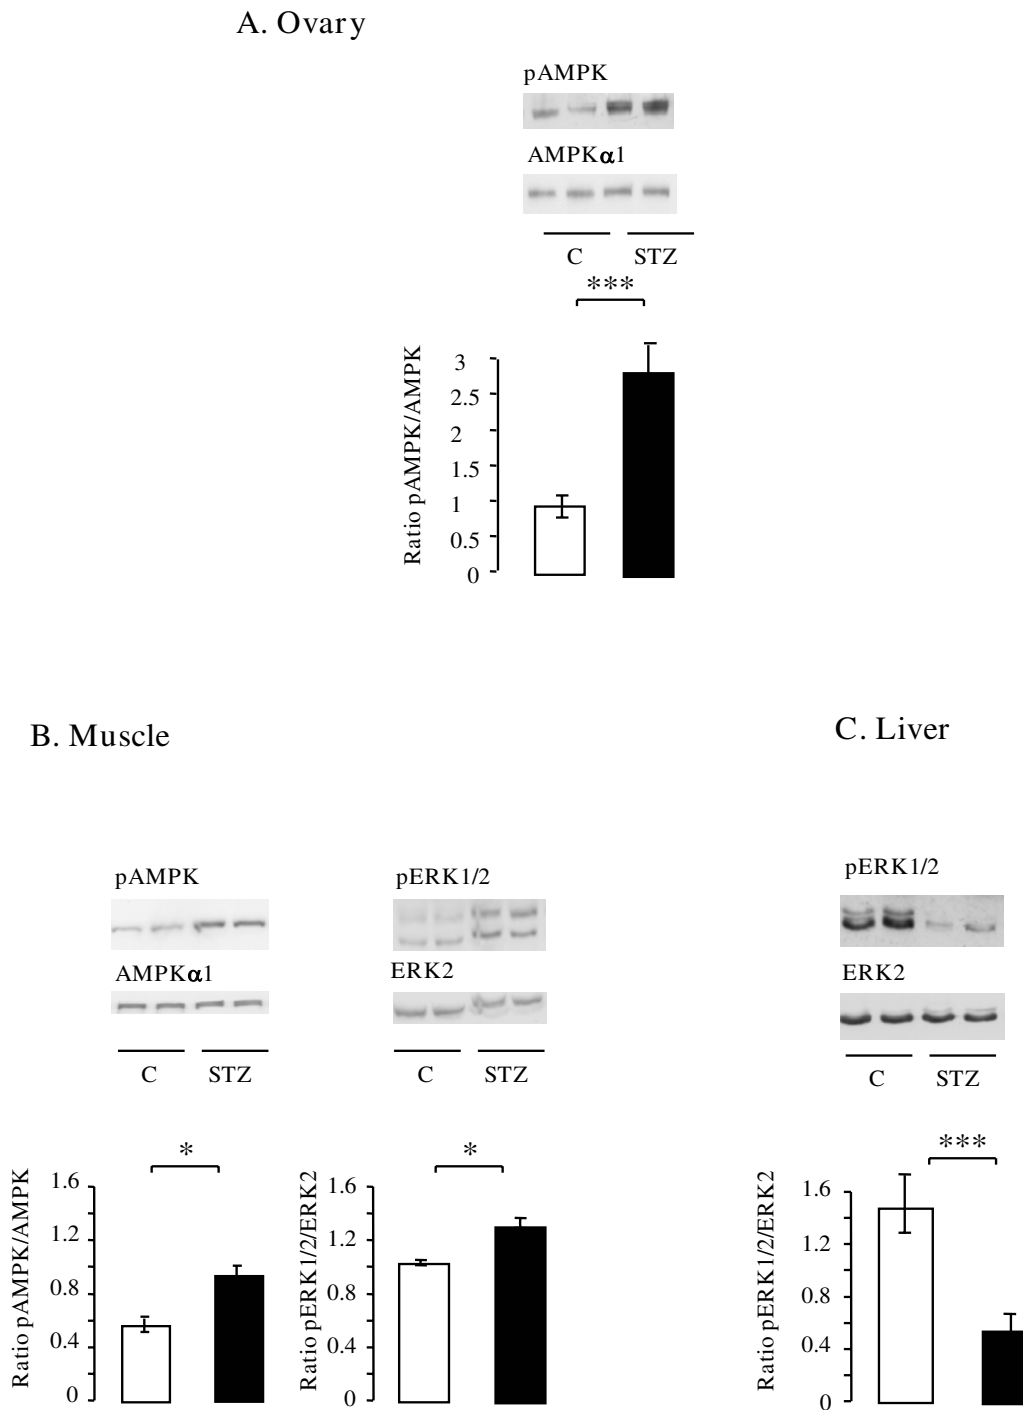 A. Ovary
pAMPK
AMPKα1
C STZ
***
Ratio pAMPK/AMPK
3
2.5
2
1.5
1
0.5
0
B. Muscle
pAMPK
AMPKα1
C STZ
*
Ratio pAMPK/AMPK
1.6
1.2
0.8
0.4
0
pERK1/2
ERK2
C STZ
*
Ratio pERK1/2/ERK2
1.6
1.2
0.8
0.4
0
C. Liver
pERK1/2
ERK2
C STZ
***
Ratio pERK1/2/ERK2
1.6
1.2
0.8
0.4
0